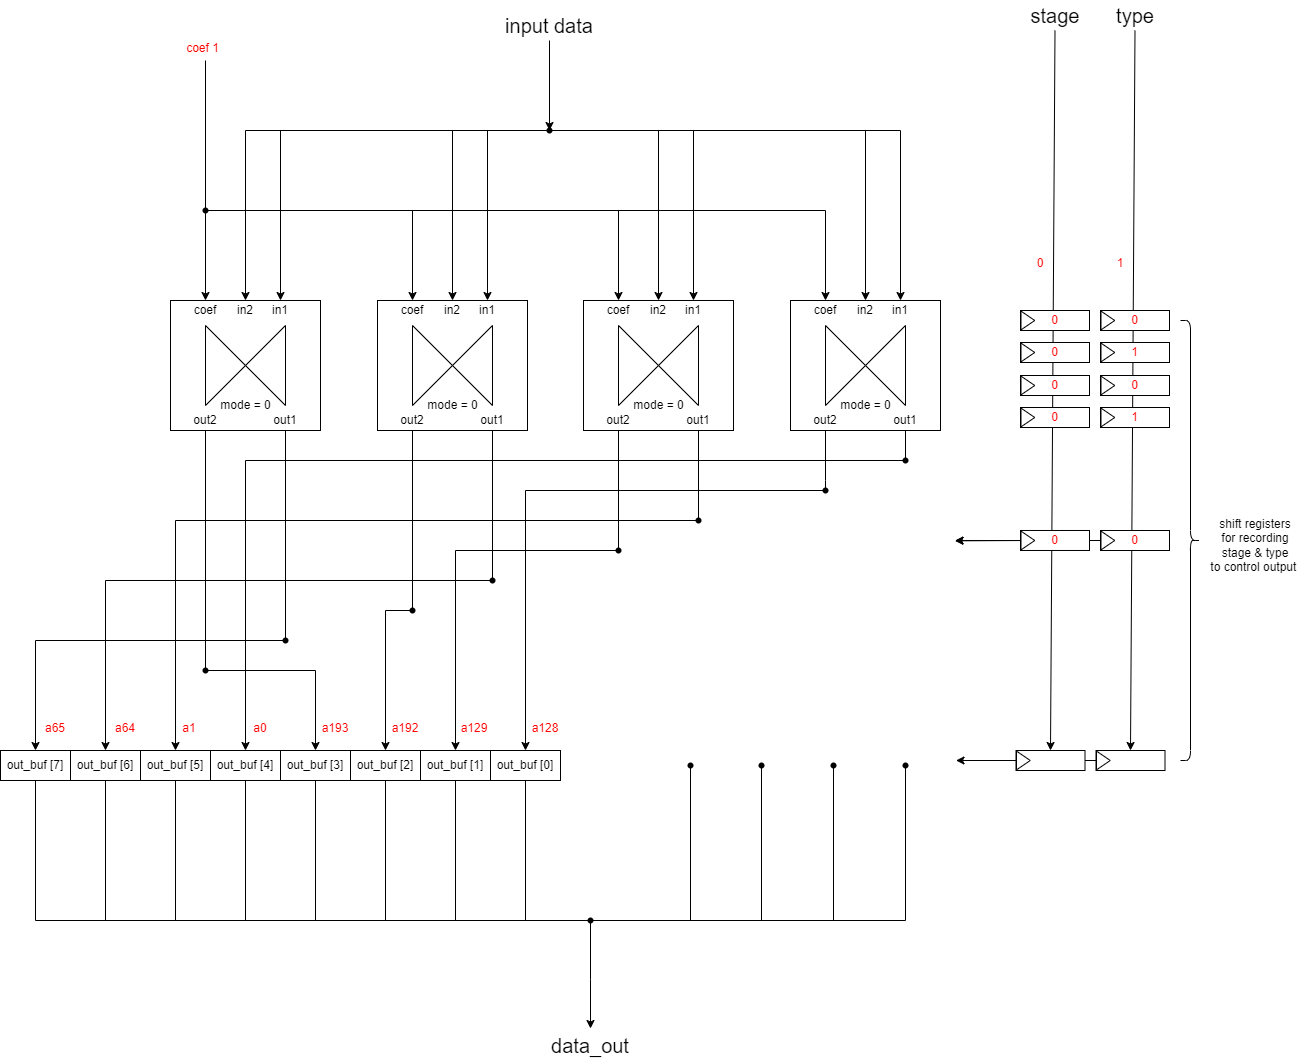 stage type
input data
coef 1
0 1
coef in2 in1 coef in2 in1 coef in2 in1 coef in2 in1
0 0
0 1
0 0
mode = 0 mode = 0 mode = 0 mode = 0
out2 out1 out2 out1 out2 out1 out2 out1
0 1
shift registers
for recording
stage & type
to control output
0 0
a65 a64 a1 a0 a193 a192 a129 a128
out_buf [7] out_buf [6] out_buf [5] out_buf [4] out_buf [3] out_buf [2] out_buf [1] out_buf [0]
data_out